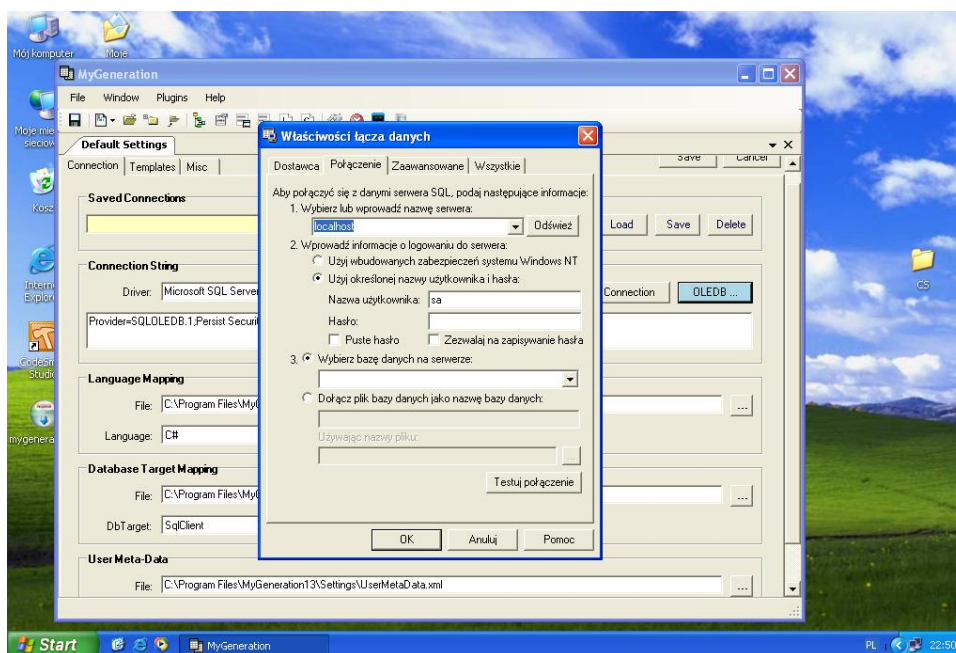 Mój komputer
Moje
Moje
sieciow
Kosz
Intern
Explor
CodeSm
Studio
mygenera
CS
MyGeneration
File Window Plugins Help
Default Settings
Connection Templates Misc
Save Cancel
Saved Connections
Load Save Delete
Connection String
Driver: Microsoft SQL Server
Connection OLEDB ...
Provider=SQLOLEDB.1;Persist Securi
Language Mapping
File: C:\Program Files\MyG
...
Language: C#
Database Target Mapping
File: C:\Program Files\MyG
...
DbTarget: SqlClient
User Meta-Data
File: C:\Program Files\MyGeneration13\Settings\UserMetaData.xml
...
Właściwości łącza danych
Dostawca Połączenie Zaawansowane Wszystkie
Aby połączyć się z danymi serwera SQL, podaj następujące informacje:
1. Wybierz lub wprowadź nazwę serwera:
localhost Odśwież
2. Wprowadź informacje o logowaniu do serwera:
Użyj wbudowanych zabezpieczeń systemu Windows NT
Użyj określonej nazwy użytkownika i hasła:
Nazwa użytkownika: sa
Hasło:
Puste hasło Zezwalaj na zapisywanie hasła
3. Wybierz bazę danych na serwerze:
Dołącz plik bazy danych jako nazwę bazy danych:
Używając nazwy pliku:
...
Testuj połączenie
OK Anuluj Pomoc
Start MyGeneration PL 22:50